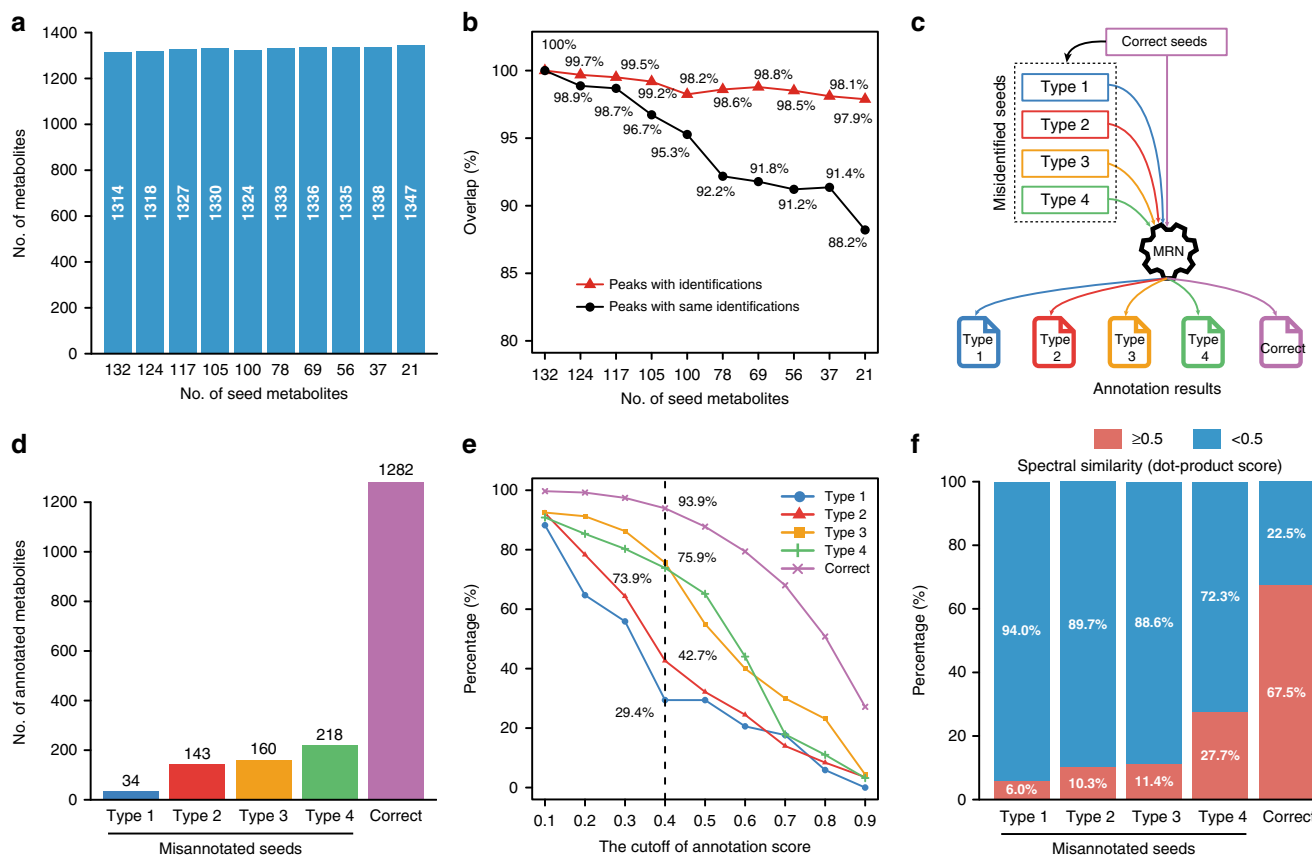 a
1400
1200
1000
800
600
400
200
0
No. of metabolites
1314
1318
1327
1330
1324
1333
1336
1335
1338
1347
132 124 117 105 100 78 69 56 37 21
No. of seed metabolites
b
100
95
90
85
80
Overlap (%)
100%
99.7%
99.5%
99.2%
98.2%
98.6%
98.8%
98.5%
98.1%
97.9%
98.9%
98.7%
96.7%
95.3%
92.2%
91.8%
91.2%
91.4%
88.2%
Peaks with identifications
Peaks with same identifications
132 124 117 105 100 78 69 56 37 21
No. of seed metabolites
c
Correct seeds
Misidentified seeds
Type 1
Type 2
Type 3
Type 4
MRN
Type
1
Type
2
Type
3
Type
4
Correct
Annotation results
d
1200
1000
800
600
400
200
0
No. of annotated metabolites
34
143
160
218
1282
Type 1 Type 2 Type 3 Type 4 Correct
Misannotated seeds
e
100
80
60
40
20
0
Percentage (%)
93.9%
75.9%
73.9%
42.7%
29.4%
Type 1
Type 2
Type 3
Type 4
Correct
0.1 0.2 0.3 0.4 0.5 0.6 0.7 0.8 0.9
The cutoff of annotation score
f
≥0.5 <0.5
Spectral similarity (dot-product score)
100
80
60
40
20
0
Percentage (%)
94.0%
89.7%
88.6%
72.3%
22.5%
6.0%
10.3%
11.4%
27.7%
67.5%
Type 1 Type 2 Type 3 Type 4 Correct
Misannotated seeds